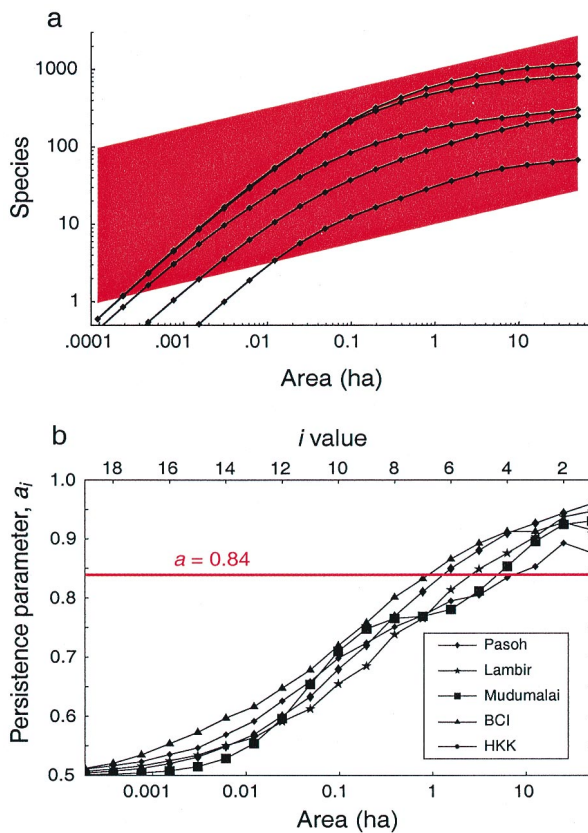 a
1000
100
10
1
Species
.0001 .001 .01 0.1 1 10
Area (ha)
b
i value
18 16 14 12 10 8 6 4 2
1.0
0.9
0.8
0.7
0.6
0.5
Persistence parameter, ai
a = 0.84
Pasoh
Lambir
Mudumalai
BCI
HKK
0.001 0.01 0.1 1 10
Area (ha)